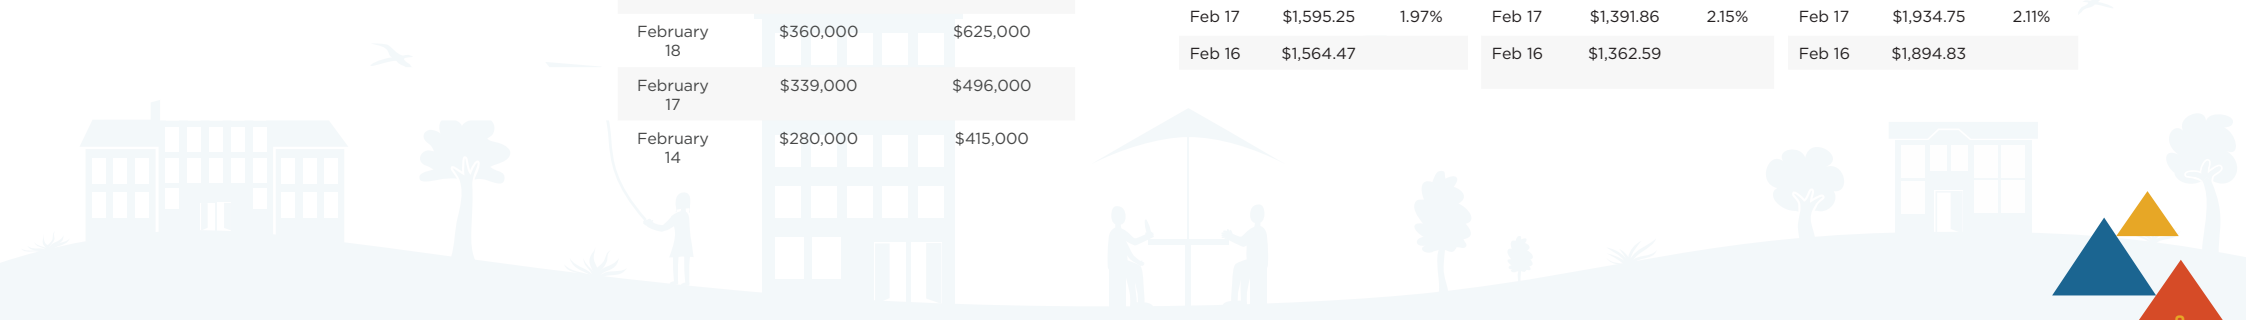 February $360,000 $625,000
18
February $339,000 $496,000
17
February $280,000 $415,000
14
Feb 17 $1,595.25 1.97%
Feb 16 $1,564.47
Feb 17 $1,391.86 2.15%
Feb 16 $1,362.59
Feb 17 $1,934.75 2.11%
Feb 16 $1,894.83